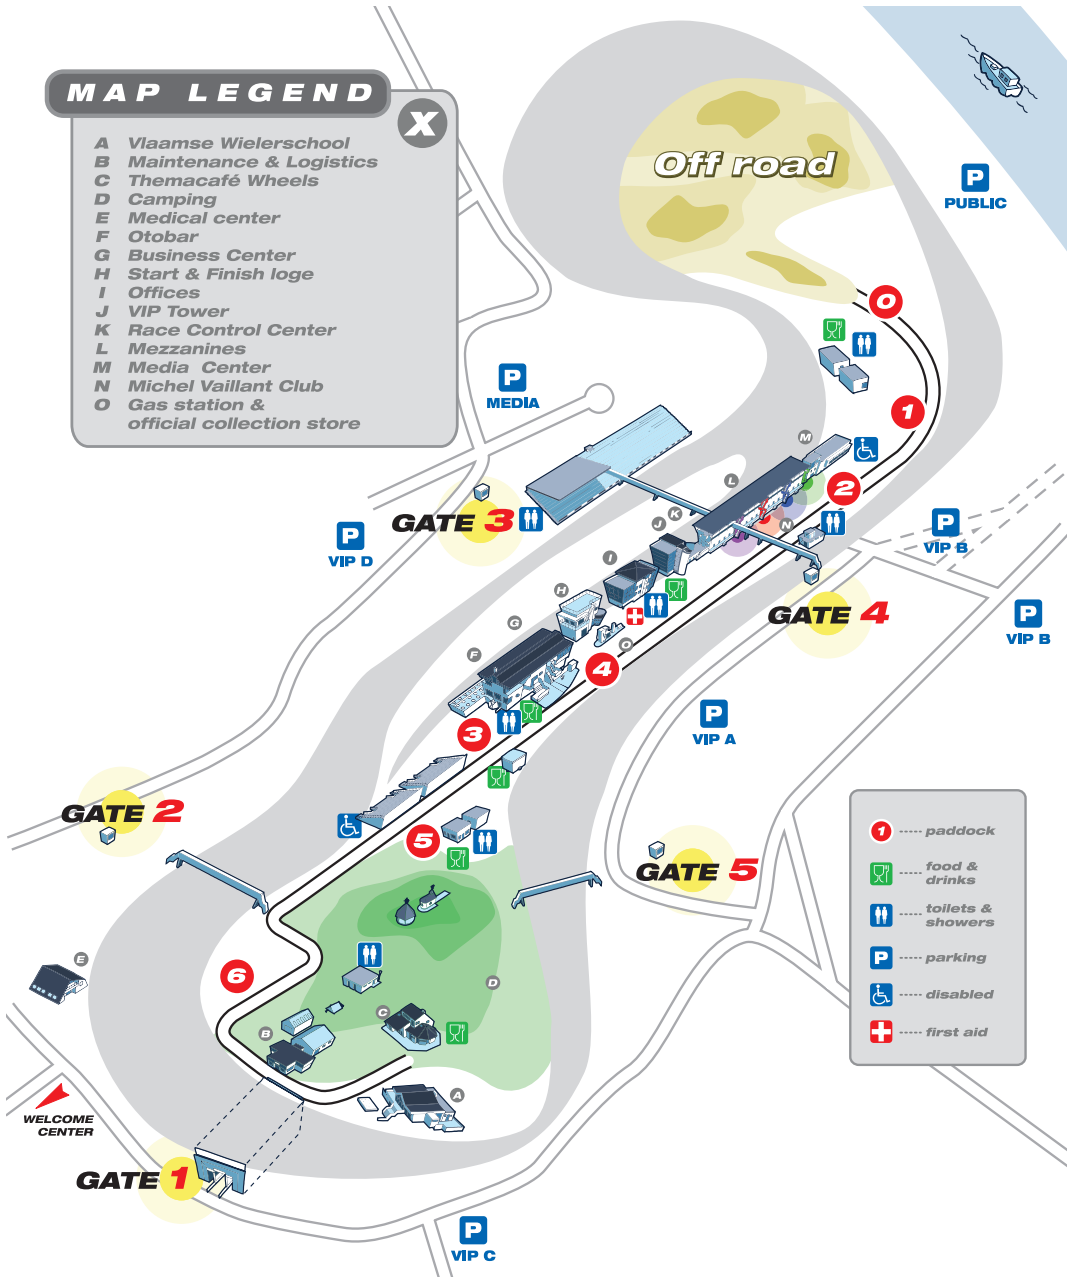 MAP LEGEND
X
A Vlaamse Wielerschool
B Maintenance & Logistics
C Themacafé Wheels
D Camping
E Medical center
F Otobar
G Business Center
H Start & Finish loge
I Offices
J VIP Tower
K Race Control Center
L Mezzanines
M Media Center
N Michel Vaillant Club
O Gas station &
official collection store
Off road
P
PUBLIC
0
P
MEDIA
1
M
L
2
K
J
N
GATE 3
P
VIP D
P
VIP B
I
H
GATE 4
P
VIP B
G
O
F
4
P
VIP A
3
GATE 2
5
GATE 5
1 ----- paddock
food &
----- drinks
toilets &
----- showers
P ----- parking
----- disabled
----- first aid
E
6
D
C
B
A
WELCOME
CENTER
GATE 1
P
VIP C